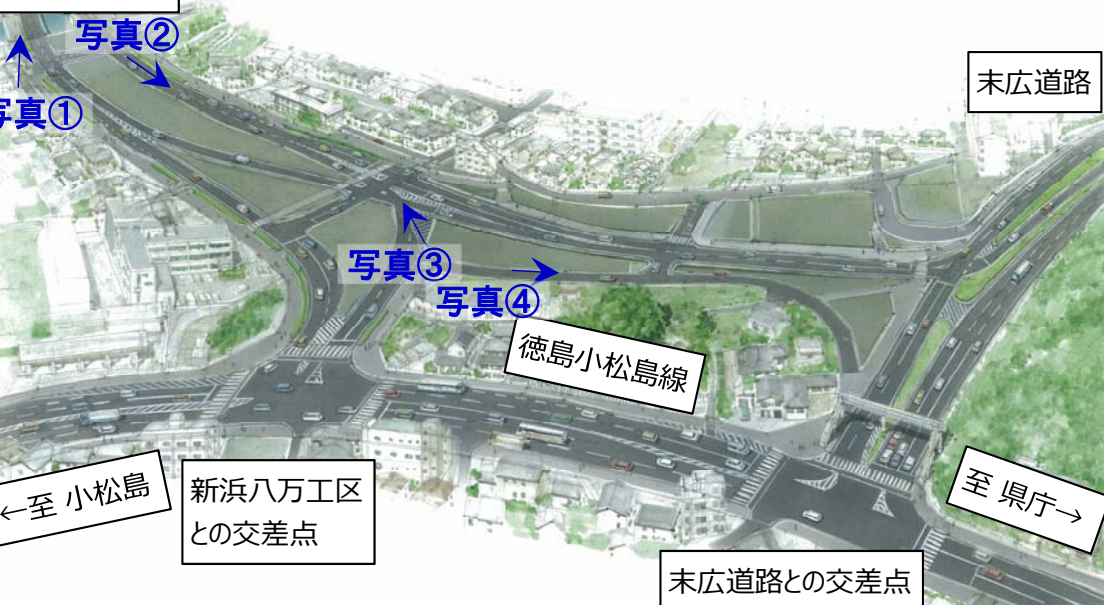 写真②
末広道路
写真①
写真③
写真④
徳島小松島線
←至 小松島
新浜八万工区
との交差点
至 県庁→
末広道路との交差点